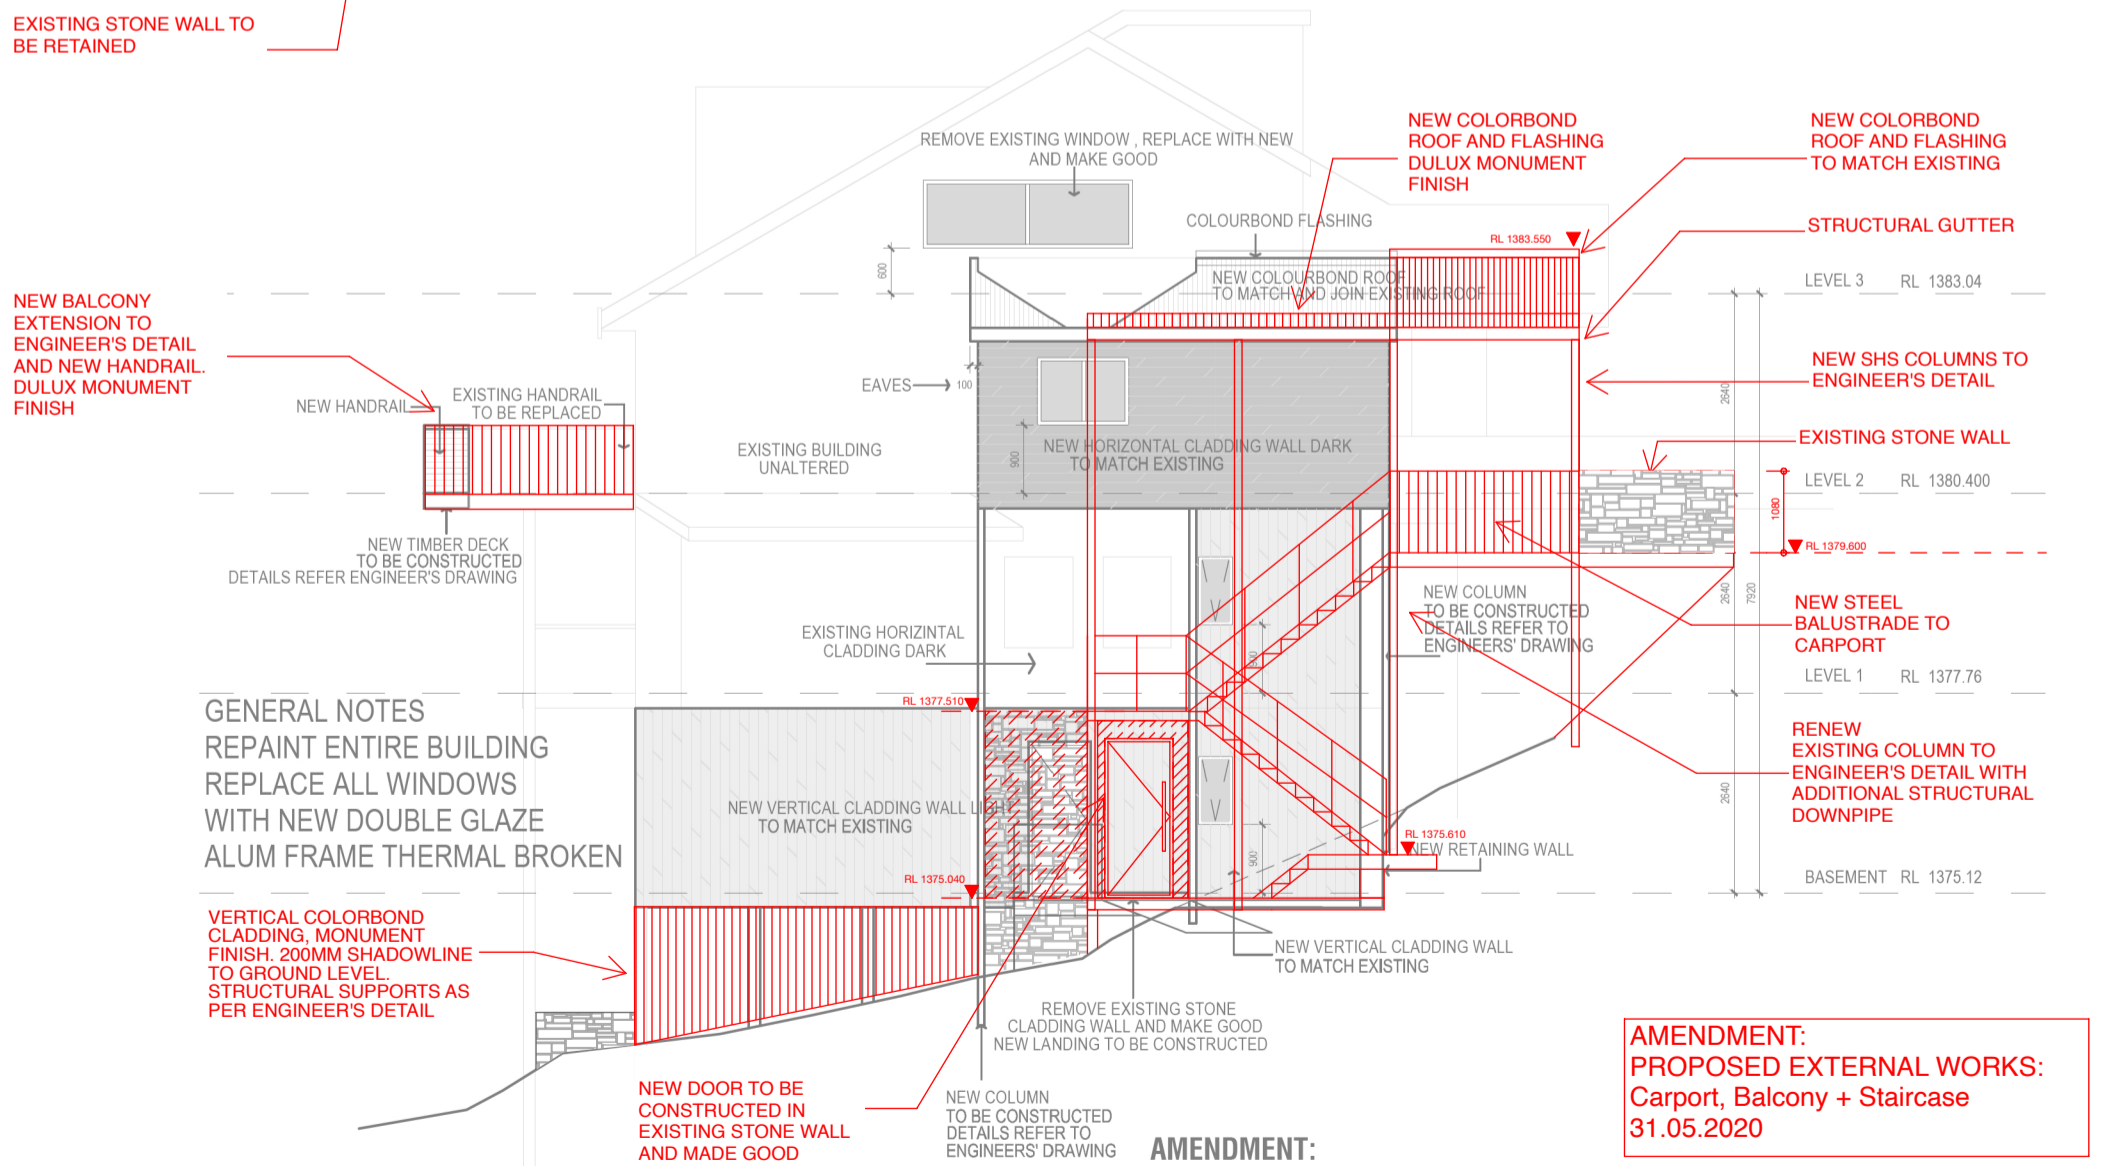 EXISTING STONE WALL TO
BE RETAINED
REMOVE EXISTING WINDOW , REPLACE WITH NEW
AND MAKE GOOD
NEW COLORBOND
ROOF AND FLASHING
DULUX MONUMENT
FINISH
NEW COLORBOND
ROOF AND FLASHING
TO MATCH EXISTING
COLOURBOND FLASHING
STRUCTURAL GUTTER
RL 1383.550
600
NEW COLOURBOND ROOF
TO MATCH AND JOIN EXISTING ROOF
LEVEL 3 RL 1383.04
NEW BALCONY
EXTENSION TO
ENGINEER'S DETAIL
AND NEW HANDRAIL.
DULUX MONUMENT
FINISH
NEW HANDRAIL
EXISTING HANDRAIL
TO BE REPLACED
EAVES
100
NEW SHS COLUMNS TO
ENGINEER'S DETAIL
2640
EXISTING BUILDING
UNALTERED
900
NEW HORIZONTAL CLADDING WALL DARK
TO MATCH EXISTING
EXISTING STONE WALL
LEVEL 2 RL 1380.400
1080
RL 1379.600
NEW TIMBER DECK
TO BE CONSTRUCTED
DETAILS REFER ENGINEER'S DRAWING
NEW COLUMN
TO BE CONSTRUCTED
DETAILS REFER TO
ENGINEERS' DRAWING
2640
7920
NEW STEEL
BALUSTRADE TO
CARPORT
EXISTING HORIZINTAL
CLADDING DARK
900
LEVEL 1 RL 1377.76
RL 1377.510
GENERAL NOTES
REPAINT ENTIRE BUILDING
REPLACE ALL WINDOWS
WITH NEW DOUBLE GLAZE
ALUM FRAME THERMAL BROKEN
RENEW
EXISTING COLUMN TO
ENGINEER'S DETAIL WITH
ADDITIONAL STRUCTURAL
DOWNPIPE
2640
NEW VERTICAL CLADDING WALL LIGHT
TO MATCH EXISTING
RL 1375.610
NEW RETAINING WALL
900
RL 1375.040
BASEMENT RL 1375.12
VERTICAL COLORBOND
CLADDING, MONUMENT
FINISH. 200MM SHADOWLINE
TO GROUND LEVEL.
STRUCTURAL SUPPORTS AS
PER ENGINEER'S DETAIL
NEW VERTICAL CLADDING WALL
TO MATCH EXISTING
REMOVE EXISTING STONE
CLADDING WALL AND MAKE GOOD
NEW LANDING TO BE CONSTRUCTED
NEW DOOR TO BE
CONSTRUCTED IN
EXISTING STONE WALL
AND MADE GOOD
NEW COLUMN
TO BE CONSTRUCTED
DETAILS REFER TO
ENGINEERS' DRAWING
AMENDMENT:
AMENDMENT:
PROPOSED EXTERNAL WORKS:
Carport, Balcony + Staircase
31.05.2020